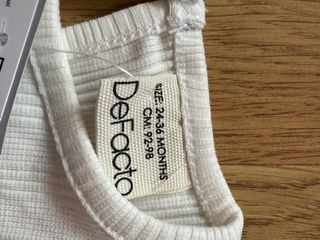 SIZE: 24-36 MONTHS
CM: 92-98
DeFacto